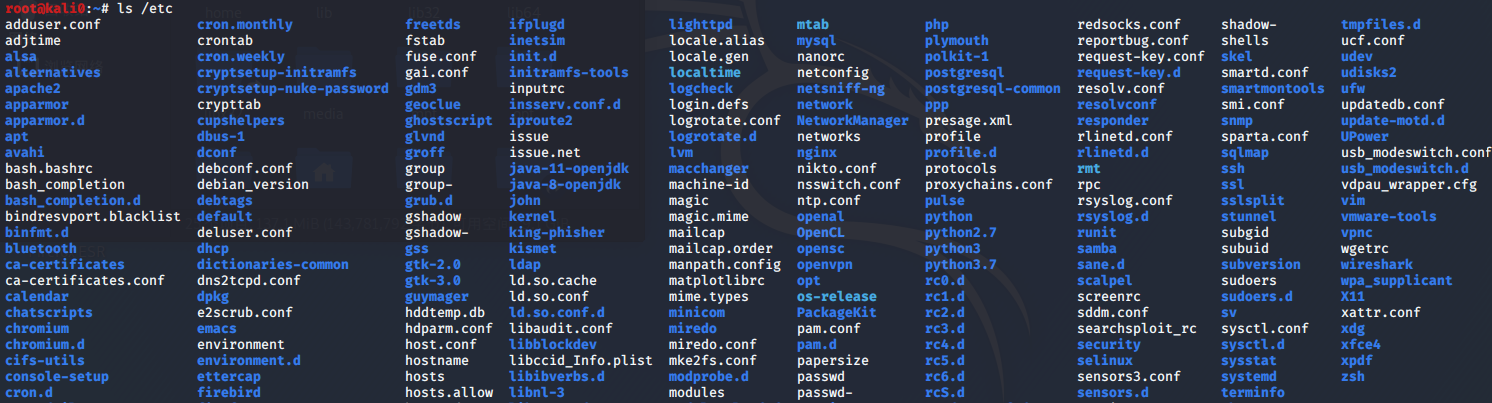 root@kali0:~# ls /etc
adduser.conf cron.monthly freetds ifplugd lighttpd mtab php redsocks.conf shadow- tmpfiles.d
adjtime crontab fstab inetsim locale.alias mysql plymouth reportbug.conf shells ucf.conf
alsa cron.weekly fuse.conf init.d locale.gen nanorc polkit-1 request-key.conf skel udev
alternatives cryptsetup-initramfs gai.conf initramfs-tools localtime netconfig postgresql request-key.d smartd.conf udisks2
apache2 cryptsetup-nuke-password gdm3 inputrc logcheck netsniff-ng postgresql-common resolv.conf smartmontools ufw
apparmor crypttab geoclue insserv.conf.d login.defs network ppp resolvconf smi.conf updatedb.conf
apparmor.d cupshelpers ghostscript iproute2 logrotate.conf NetworkManager presage.xml responder snmp update-motd.d
apt dbus-1 glvnd issue logrotate.d networks profile rlinetd.conf sparta.conf UPower
avahi dconf groff issue.net lvm nginx profile.d rlinetd.d sqlmap usb_modeswitch.conf
bash.bashrc debconf.conf group java-11-openjdk macchanger nikto.conf protocols rmt ssh usb_modeswitch.d
bash_completion debian_version group- java-8-openjdk machine-id nsswitch.conf proxychains.conf rpc ssl vdpau_wrapper.cfg
bash_completion.d debtags grub.d john magic ntp.conf pulse rsyslog.conf sslsplit vim
bindresvport.blacklist default gshadow kernel magic.mime openal python rsyslog.d stunnel vmware-tools
binfmt.d deluser.conf gshadow- king-phisher mailcap OpenCL python2.7 runit subgid vpnc
bluetooth dhcp gss kismet mailcap.order opensc python3 samba subuid wgetrc
ca-certificates dictionaries-common gtk-2.0 ldap manpath.config openvpn python3.7 sane.d subversion wireshark
ca-certificates.conf dns2tcpd.conf gtk-3.0 ld.so.cache matplotlibrc opt rc0.d scalpel sudoers wpa_supplicant
calendar dpkg guymager ld.so.conf mime.types os-release rc1.d screenrc sudoers.d X11
chatscripts e2scrub.conf hddtemp.db ld.so.conf.d minicom PackageKit rc2.d sddm.conf sv xattr.conf
chromium emacs hdparm.conf libaudit.conf miredo pam.conf rc3.d searchsploit_rc sysctl.conf xdg
chromium.d environment host.conf libblockdev miredo.conf pam.d rc4.d security sysctl.d xfce4
cifs-utils environment.d hostname libccid_Info.plist mke2fs.conf papersize rc5.d selinux sysstat xpdf
console-setup ettercap hosts libibverbs.d modprobe.d passwd rc6.d sensors3.conf systemd zsh
cron.d firebird hosts.allow libnl-3 modules passwd- rcS.d sensors.d terminfo